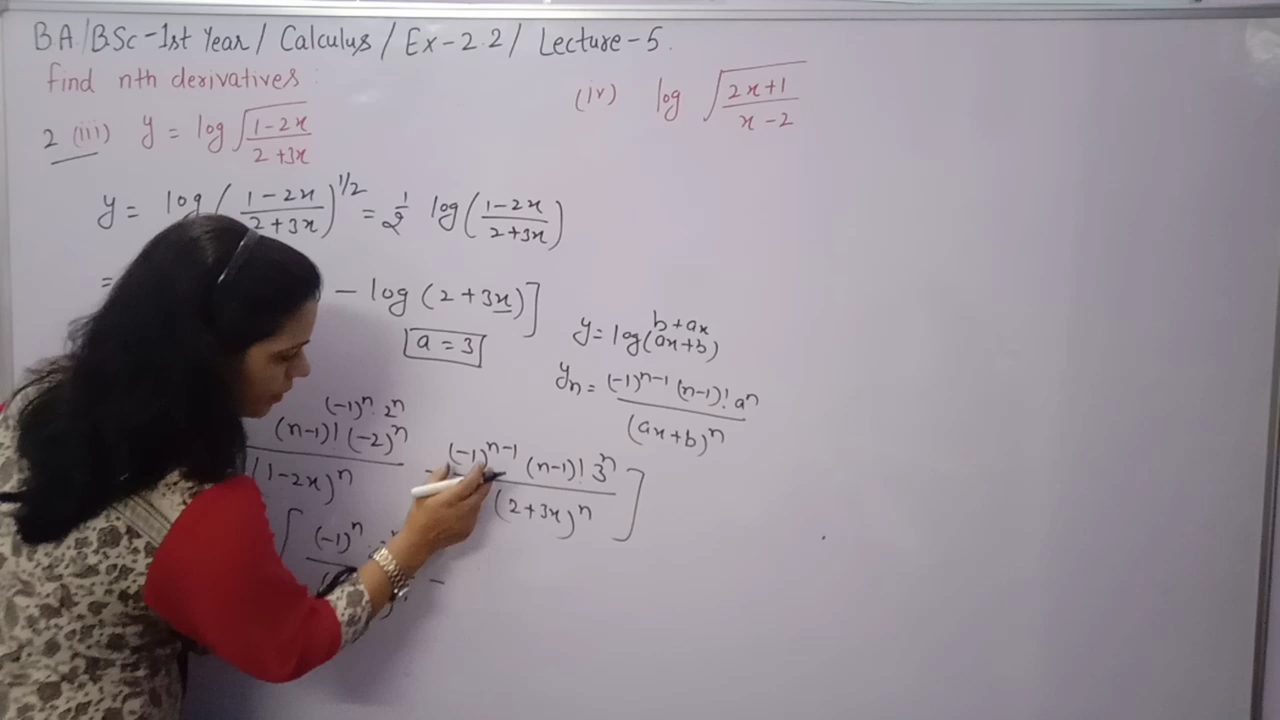 B.A./BSc-1st Year/ Calculus / Ex-2.2/ Lecture-5.
find nth derivatives :
2 (iii) y = log √(1-2x / 2+3x)
(iv) log √(2x+1 / x-2)
y = log (1-2x / 2+3x)^1/2 = 1/2 log (1-2x / 2+3x)
= - log (2+3x)]
a = 3
y = log(ax+b)
b+ax
yn = (-1)^n-1 (n-1)! a^n / (ax+b)^n
(-1)^n . 2^n
(n-1)! (-2)^n / (1-2x)^n - (-1)^n-1 (n-1)! 3^n / (2+3x)^n ]
[ (-1)^n -